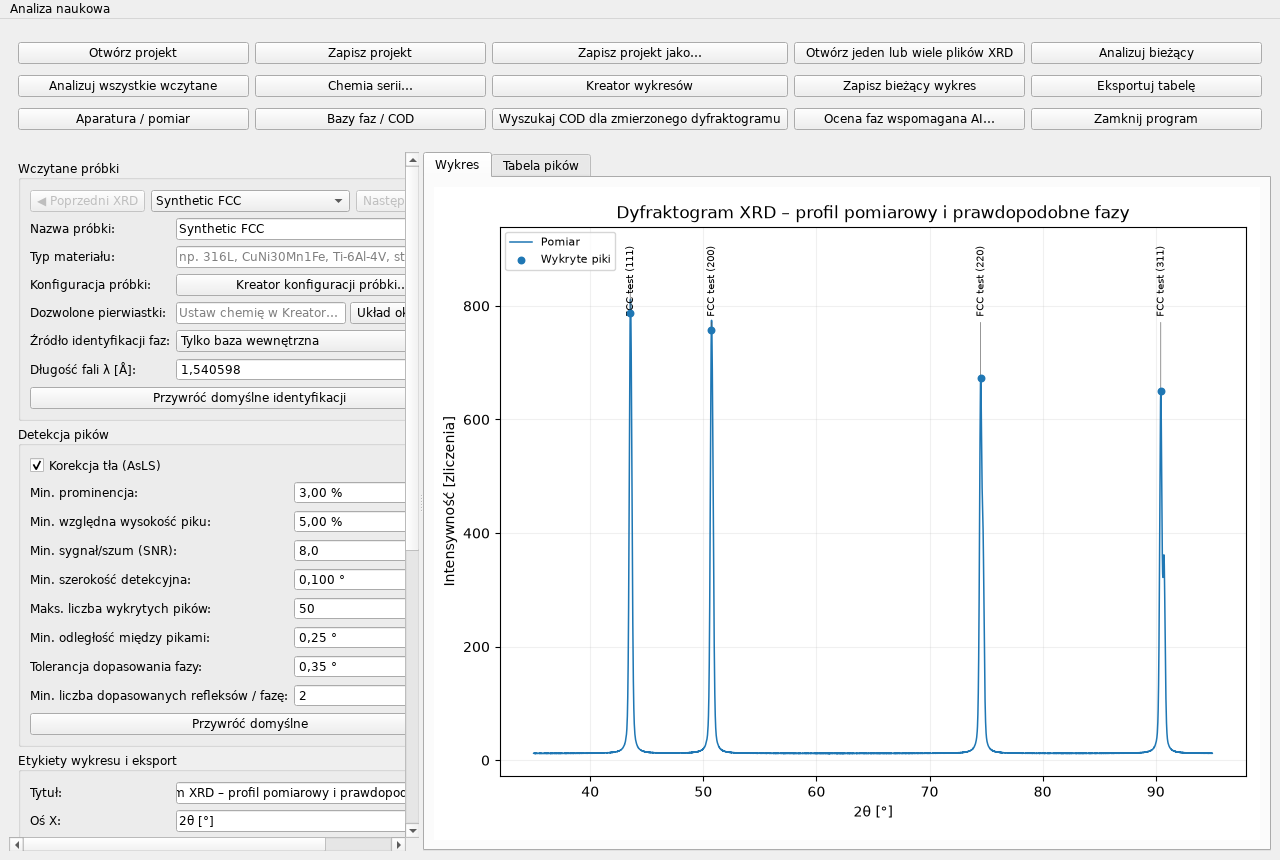 Analiza naukowa
Otwórz projekt
Zapisz projekt
Zapisz projekt jako...
Otwórz jeden lub wiele plików XRD
Analizuj bieżący
Analizuj wszystkie wczytane
Chemia serii...
Kreator wykresów
Zapisz bieżący wykres
Eksportuj tabelę
Aparatura / pomiar
Bazy faz / COD
Wyszukaj COD dla zmierzonego dyfraktogramu
Ocena faz wspomagana AI...
Zamknij program
Wczytane próbki
◀ Poprzedni XRD
Synthetic FCC
Następ
Nazwa próbki:
Synthetic FCC
Typ materiału:
np. 316L, CuNi30Mn1Fe, Ti-6Al-4V, st
Konfiguracja próbki:
Kreator konfiguracji próbki..
Dozwolone pierwiastki:
Ustaw chemię w Kreator...
Układ ok
Źródło identyfikacji faz:
Tylko baza wewnętrzna
Długość fali λ [Å]:
1,540598
Przywróć domyślne identyfikacji
Detekcja pików
Korekcja tła (AsLS)
Min. prominencja:
3,00 %
Min. względna wysokość piku:
5,00 %
Min. sygnał/szum (SNR):
8,0
Min. szerokość detekcyjna:
0,100 °
Maks. liczba wykrytych pików:
50
Min. odległość między pikami:
0,25 °
Tolerancja dopasowania fazy:
0,35 °
Min. liczba dopasowanych refleksów / fazę:
2
Przywróć domyślne
Etykiety wykresu i eksport
Tytuł:
m XRD – profil pomiarowy i prawdopod
Oś X:
2θ [°]
Wykres
Tabela pików
Dyfraktogram XRD – profil pomiarowy i prawdopodobne fazy
Pomiar
Wykryte piki
FCC test (111)
FCC test (200)
FCC test (220)
FCC test (311)
Intensywność [zliczenia]
800
600
400
200
0
40
50
60
70
80
90
2θ [°]